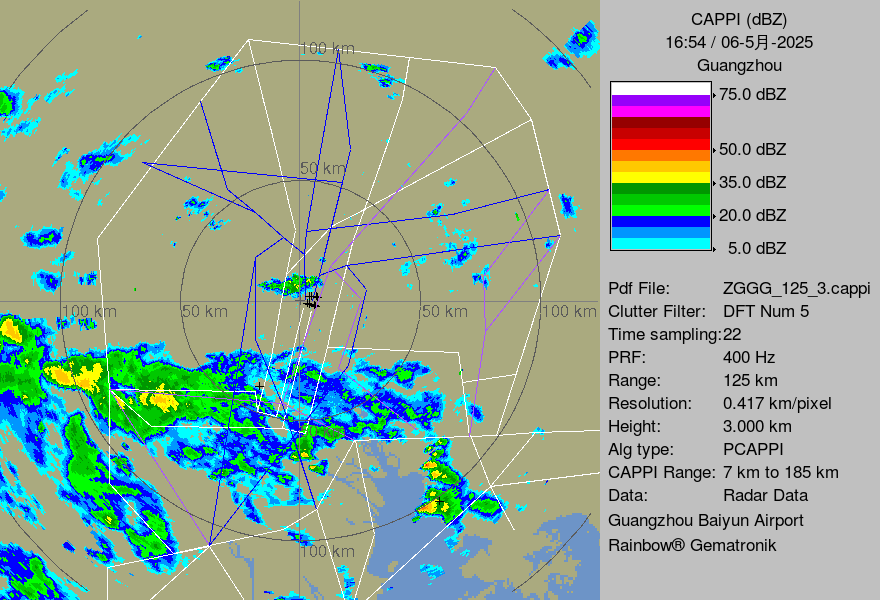 CAPPI (dBZ)
16:54 / 06-5月-2025
Guangzhou
75.0 dBZ
50.0 dBZ
35.0 dBZ
20.0 dBZ
5.0 dBZ
100 km
50 km
100 km
50 km
50 km
100 km
100 km
Pdf File: ZGGG_125_3.cappi
Clutter Filter: DFT Num 5
Time sampling:22
PRF: 400 Hz
Range: 125 km
Resolution: 0.417 km/pixel
Height: 3.000 km
Alg type: PCAPPI
CAPPI Range: 7 km to 185 km
Data: Radar Data
Guangzhou Baiyun Airport
Rainbow® Gematronik